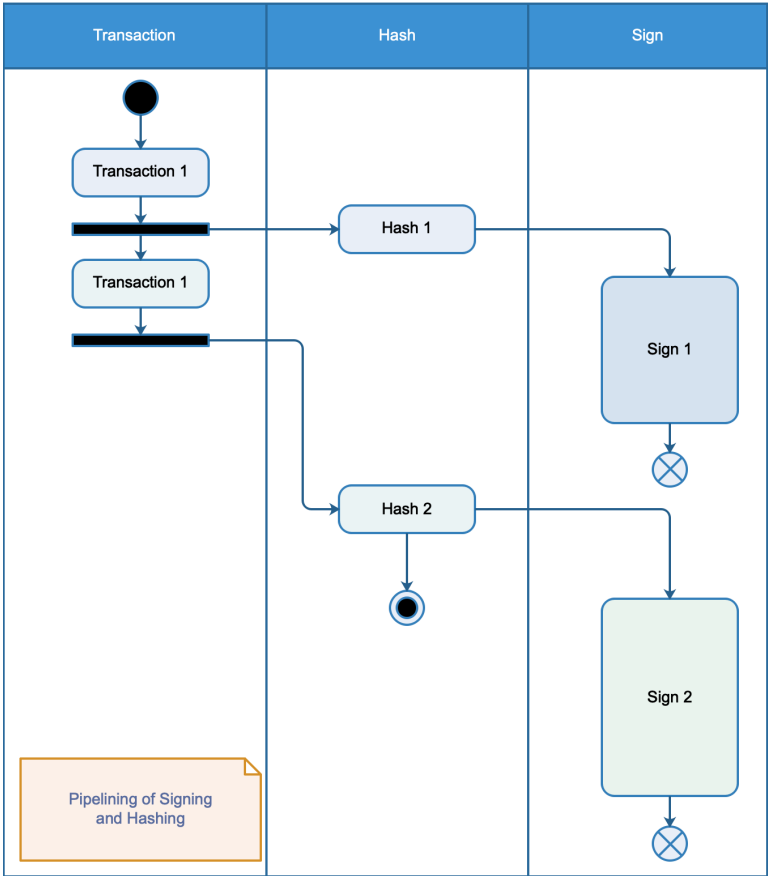 Transaction
Hash
Sign
Transaction 1
Hash 1
Transaction 1
Sign 1
Hash 2
Sign 2
Pipelining of Signing
and Hashing